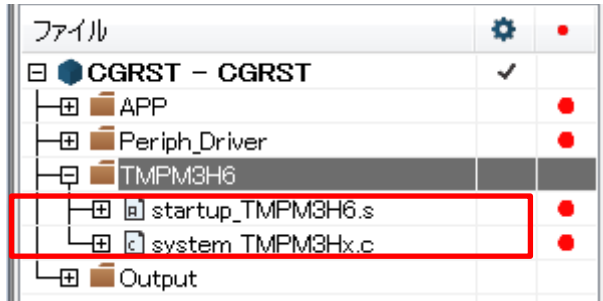 ファイル
CGRST - CGRST
APP
Periph_Driver
TMPM3H6
startup_TMPM3H6.s
system_TMPM3Hx.c
Output